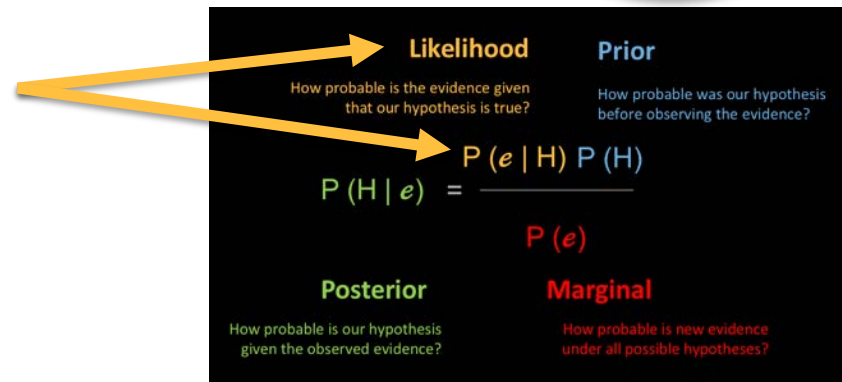 Likelihood
Prior
How probable is the evidence given
that our hypothesis is true?
How probable was our hypothesis
before observing the evidence?
P (e | H) P (H)
P (H | e) =
P (e)
Posterior
Marginal
How probable is our hypothesis
given the observed evidence?
How probable is new evidence
under all possible hypotheses?